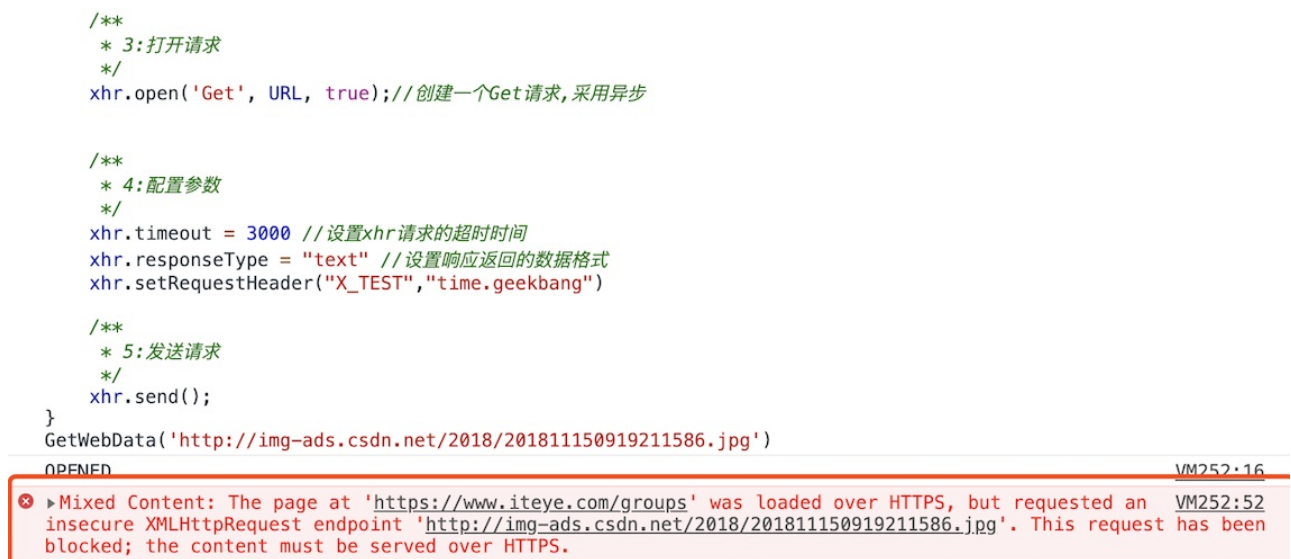 /**
* 3:打开请求
*/
xhr.open('Get', URL, true);//创建一个Get请求,采用异步
/**
* 4:配置参数
*/
xhr.timeout = 3000 //设置xhr请求的超时时间
xhr.responseType = "text" //设置响应返回的数据格式
xhr.setRequestHeader("X_TEST","time.geekbang")
/**
* 5:发送请求
*/
xhr.send();
}
GetWebData('http://img-ads.csdn.net/2018/201811150919211586.jpg')
OPENED VM252:16
Mixed Content: The page at 'https://www.iteye.com/groups' was loaded over HTTPS, but requested an VM252:52
insecure XMLHttpRequest endpoint 'http://img-ads.csdn.net/2018/201811150919211586.jpg'. This request has been
blocked; the content must be served over HTTPS.